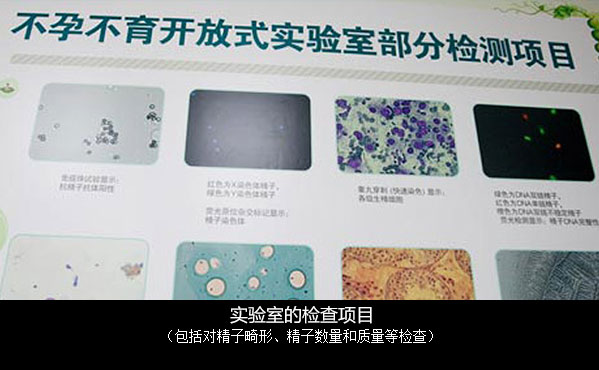 不孕不育开放式实验室部分检测项目
免疫珠试验显示：
抗精子抗体阳性
红色为X染色体精子，
绿色为Y染色体精子
荧光原位杂交标记显示：
精子染色体
睾丸穿刺（快速染色）显示：
各级生精细胞
绿色为DNA双链精子，
红色为DNA单链精子，
橙色为DNA双链不稳定精子
荧光检测显示：精子DNA完整性
实验室的检查项目
（包括对精子畸形、精子数量和质量等检查）